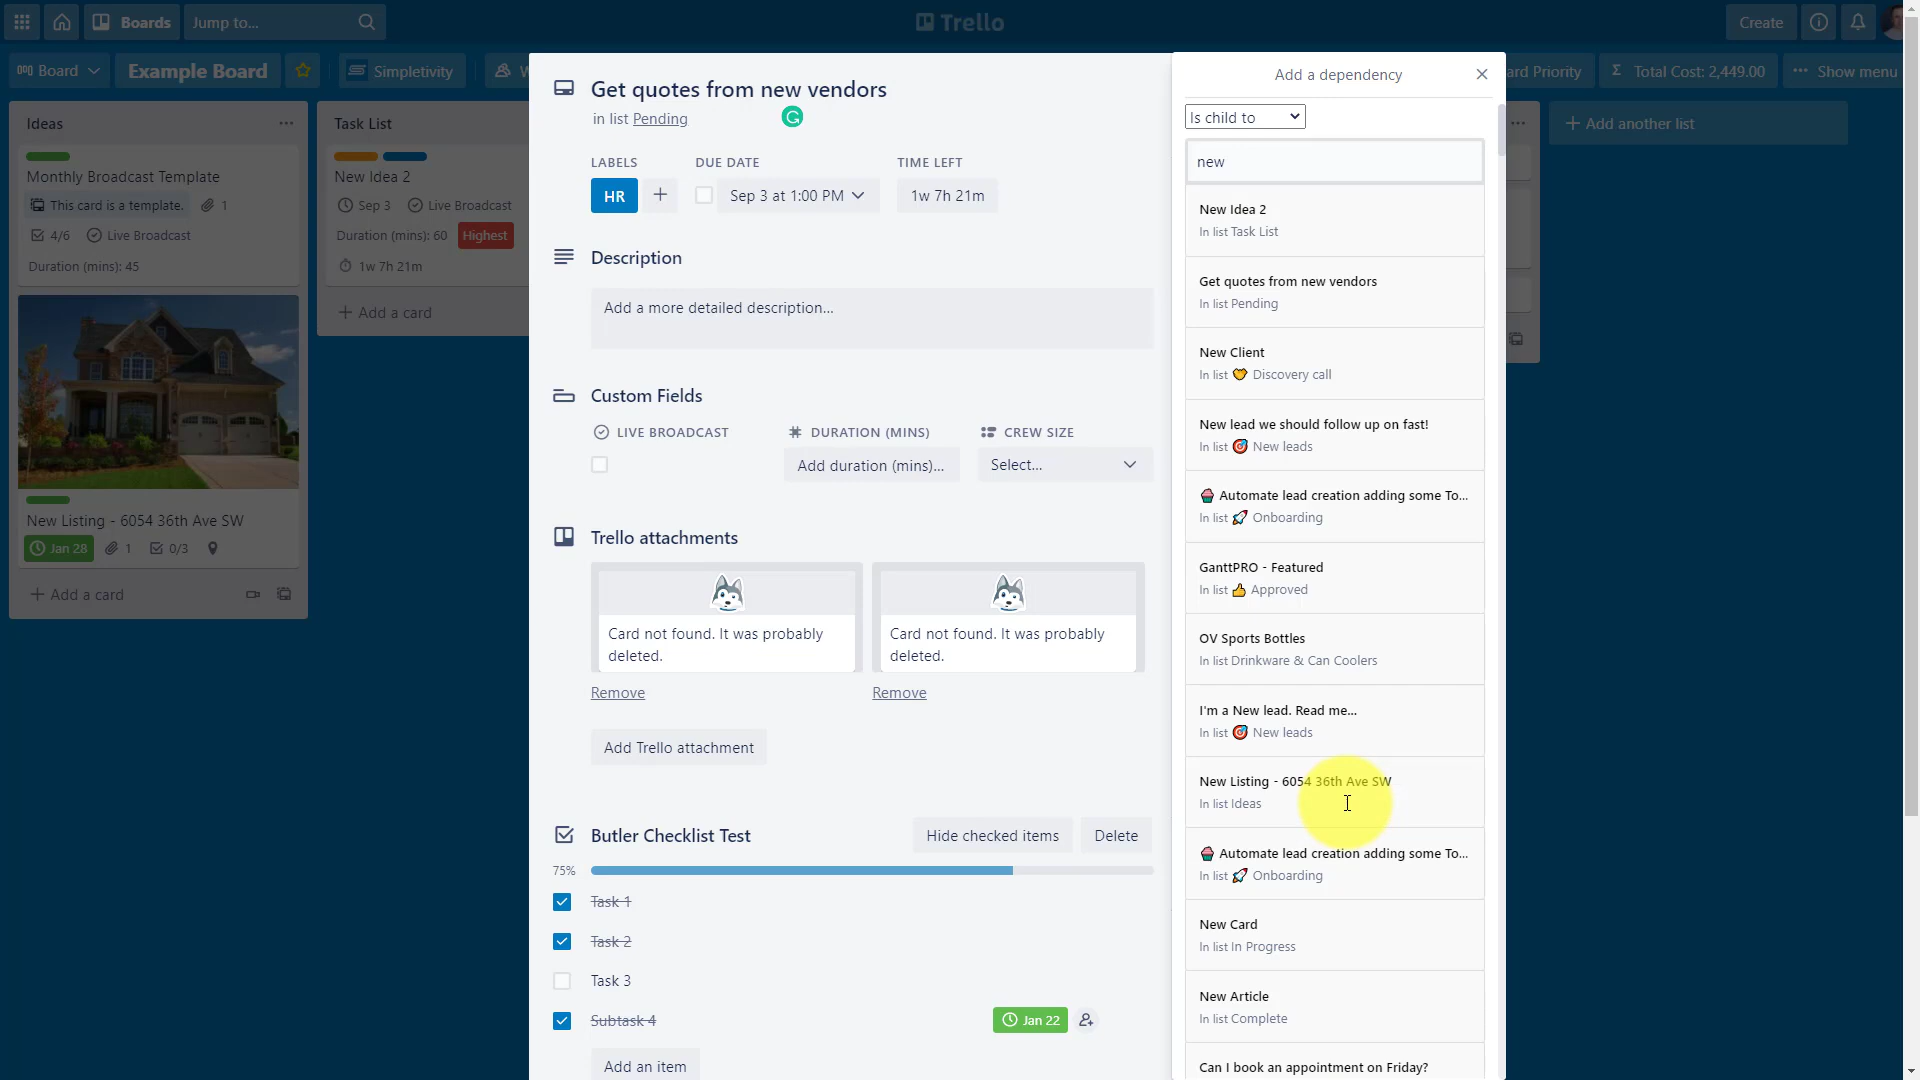 Boards
Jump to...
Trello
Create
Board
Example Board
Simpletivity
ard Priority
Σ Total Cost: 2,449.00
Show menu
Ideas
Monthly Broadcast Template
This card is a template.
1
4/6
Live Broadcast
Duration (mins): 45
New Listing - 6054 36th Ave SW
Jan 28
1
0/3
+ Add a card
Task List
New Idea 2
Sep 3
Live Broadcast
Duration (mins): 60
Highest
1w 7h 21m
+ Add a card
Get quotes from new vendors
in list Pending
LABELS
DUE DATE
TIME LEFT
HR
+
Sep 3 at 1:00 PM
1w 7h 21m
Description
Add a more detailed description...
Custom Fields
LIVE BROADCAST
DURATION (MINS)
CREW SIZE
Add duration (mins)...
Select...
Trello attachments
Card not found. It was probably
deleted.
Remove
Card not found. It was probably
deleted.
Remove
Add Trello attachment
Butler Checklist Test
Hide checked items
Delete
75%
Task 1
Task 2
Task 3
Subtask 4
Jan 22
Add an item
Add a dependency
Is child to
new
New Idea 2
In list Task List
Get quotes from new vendors
In list Pending
New Client
In list 🤝 Discovery call
New lead we should follow up on fast!
In list 🎯 New leads
🧁 Automate lead creation adding some To...
In list 🚀 Onboarding
GanttPRO - Featured
In list 👍 Approved
OV Sports Bottles
In list Drinkware & Can Coolers
I'm a New lead. Read me...
In list 🎯 New leads
New Listing - 6054 36th Ave SW
In list Ideas
🧁 Automate lead creation adding some To...
In list 🚀 Onboarding
New Card
In list In Progress
New Article
In list Complete
Can I book an appointment on Friday?
+ Add another list